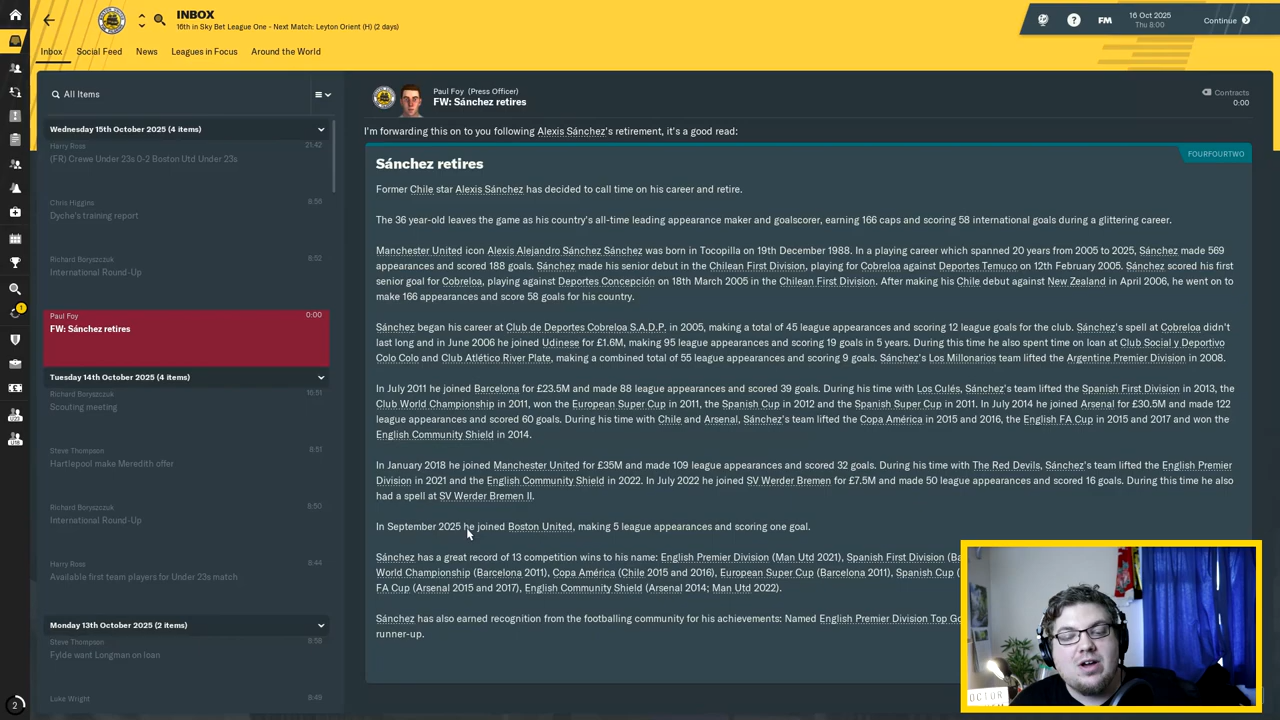 INBOX
16th in Sky Bet League One - Next Match: Leyton Orient (H) (2 days)
FM
16 Oct 2025
Thu 8:00
Continue
Inbox
Social Feed
News
Leagues in Focus
Around the World
All Items
Wednesday 15th October 2025 (4 items)
Harry Ross
21:42
(FR) Crewe Under 23s 0-2 Boston Utd Under 23s
Chris Higgins
8:58
Dyche's training report
Richard Boryszczuk
8:52
International Round-Up
Paul Foy
0:00
FW: Sánchez retires
Tuesday 14th October 2025 (4 items)
Richard Boryszczuk
16:51
Scouting meeting
Steve Thompson
8:51
Hartlepool make Meredith offer
Richard Boryszczuk
8:50
International Round-Up
Harry Ross
8:44
Available first team players for Under 23s match
Monday 13th October 2025 (2 items)
Steve Thompson
8:58
Fylde want Longman on loan
Luke Wright
8:49
1
2
Paul Foy (Press Officer)
FW: Sánchez retires
Contracts
0:00
I'm forwarding this on to you following Alexis Sánchez's retirement, it's a good read:
Sánchez retires
FOURFOURTWO
Former Chile star Alexis Sánchez has decided to call time on his career and retire.
The 36 year-old leaves the game as his country's all-time leading appearance maker and goalscorer, earning 166 caps and scoring 58 international goals during a glittering career.
Manchester United icon Alexis Alejandro Sánchez Sánchez was born in Tocopilla on 19th December 1988. In a playing career which spanned 20 years from 2005 to 2025, Sánchez made 569
appearances and scored 188 goals. Sánchez made his senior debut in the Chilean First Division, playing for Cobreloa against Deportes Temuco on 12th February 2005. Sánchez scored his first
senior goal for Cobreloa, playing against Deportes Concepción on 18th March 2005 in the Chilean First Division. After making his Chile debut against New Zealand in April 2006, he went on to
make 166 appearances and score 58 goals for his country.
Sánchez began his career at Club de Deportes Cobreloa S.A.D.P. in 2005, making a total of 45 league appearances and scoring 12 league goals for the club. Sánchez's spell at Cobreloa didn't
last long and in June 2006 he joined Udinese for £1.6M, making 95 league appearances and scoring 19 goals in 5 years. During this time he also spent time on loan at Club Social y Deportivo
Colo Colo and Club Atlético River Plate, making a combined total of 55 league appearances and scoring 9 goals. Sánchez's Los Millonarios team lifted the Argentine Premier Division in 2008.
In July 2011 he joined Barcelona for £23.5M and made 88 league appearances and scored 39 goals. During his time with Los Culés, Sánchez's team lifted the Spanish First Division in 2013, the
Club World Championship in 2011, won the European Super Cup in 2011, the Spanish Cup in 2012 and the Spanish Super Cup in 2011. In July 2014 he joined Arsenal for £30.5M and made 122
league appearances and scored 60 goals. During his time with Chile and Arsenal, Sánchez's team lifted the Copa América in 2015 and 2016, the English FA Cup in 2015 and 2017 and won the
English Community Shield in 2014.
In January 2018 he joined Manchester United for £35M and made 109 league appearances and scored 32 goals. During his time with The Red Devils, Sánchez's team lifted the English Premier
Division in 2021 and the English Community Shield in 2022. In July 2022 he joined SV Werder Bremen for £7.5M and made 50 league appearances and scored 16 goals. During this time he also
had a spell at SV Werder Bremen II.
In September 2025 he joined Boston United, making 5 league appearances and scoring one goal.
Sánchez has a great record of 13 competition wins to his name: English Premier Division (Man Utd 2021), Spanish First Division (Ba
World Championship (Barcelona 2011), Copa América (Chile 2015 and 2016), European Super Cup (Barcelona 2011), Spanish Cup (
FA Cup (Arsenal 2015 and 2017), English Community Shield (Arsenal 2014; Man Utd 2022).
Sánchez has also earned recognition from the footballing community for his achievements: Named English Premier Division Top Go
runner-up.